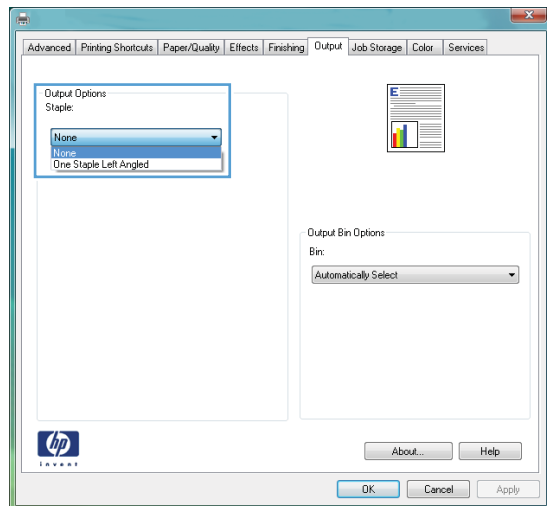 Advanced Printing Shortcuts Paper/Quality Effects Finishing Output Job Storage Color Services
Output Options
Staple:
None
None
One Staple Left Angled
E
Output Bin Options
Bin:
Automatically Select
hp
invent
About... Help
OK Cancel Apply